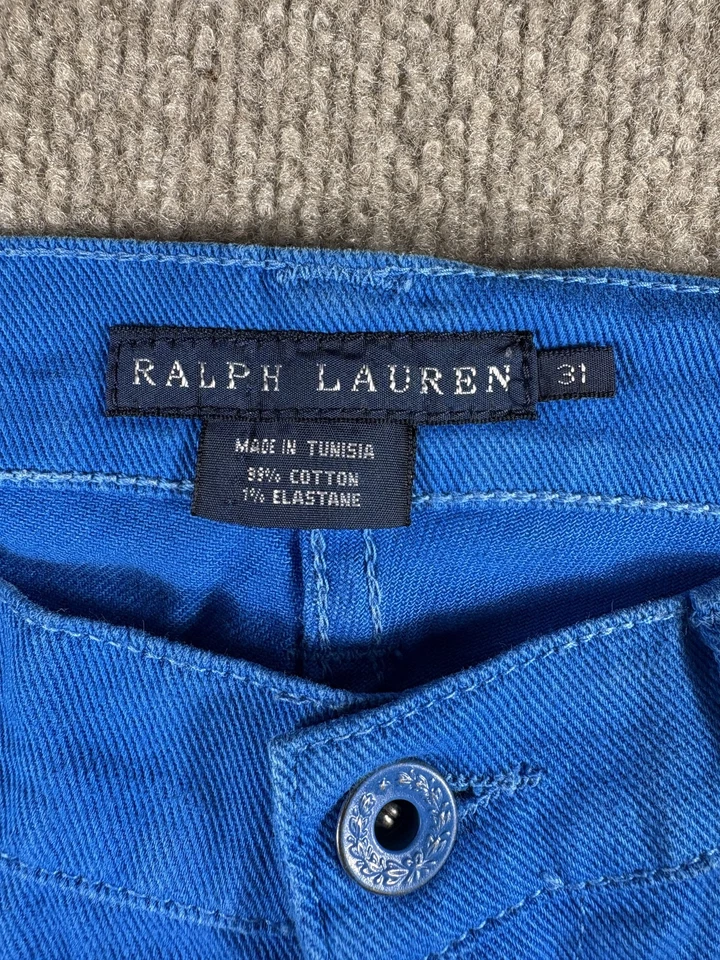 RALPH LAUREN 31
MADE IN TUNISIA
99% COTTON
1% ELASTANE